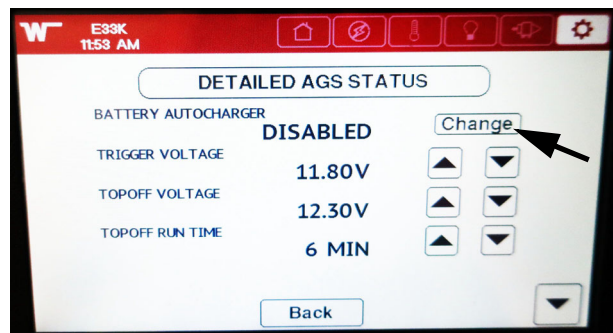 W E33K
11:53 AM
DETAILED AGS STATUS
BATTERY AUTOCHARGER
DISABLED Change
TRIGGER VOLTAGE
11.80V
TOPOFF VOLTAGE
12.30V
TOPOFF RUN TIME
6 MIN
Back